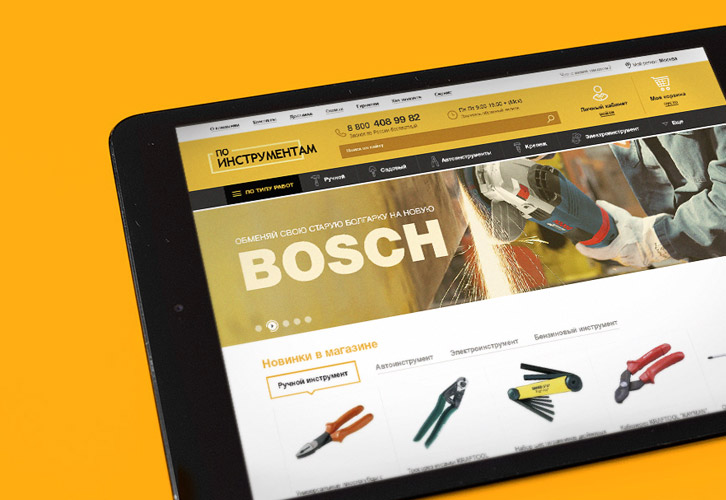 О компании Контакты Доставка Оплата Гарантии Как заказать Сервис
Мой регион: Москва
ПО
ИНСТРУМЕНТАМ
8 800 408 99 82
Звонок по России бесплатный
Пн-Пт 9.00-19.00
Личный кабинет
войти
Моя корзина
Поиск по сайту
ПО ТИПУ РАБОТ Ручной Садовый Автоинструменты Крепеж Электроинструмент Еще
ОБМЕНЯЙ СВОЮ СТАРУЮ БОЛГАРКУ НА НОВУЮ
BOSCH
Новинки в магазине
Ручной инструмент Автоинструмент Электроинструмент Бензиновый инструмент